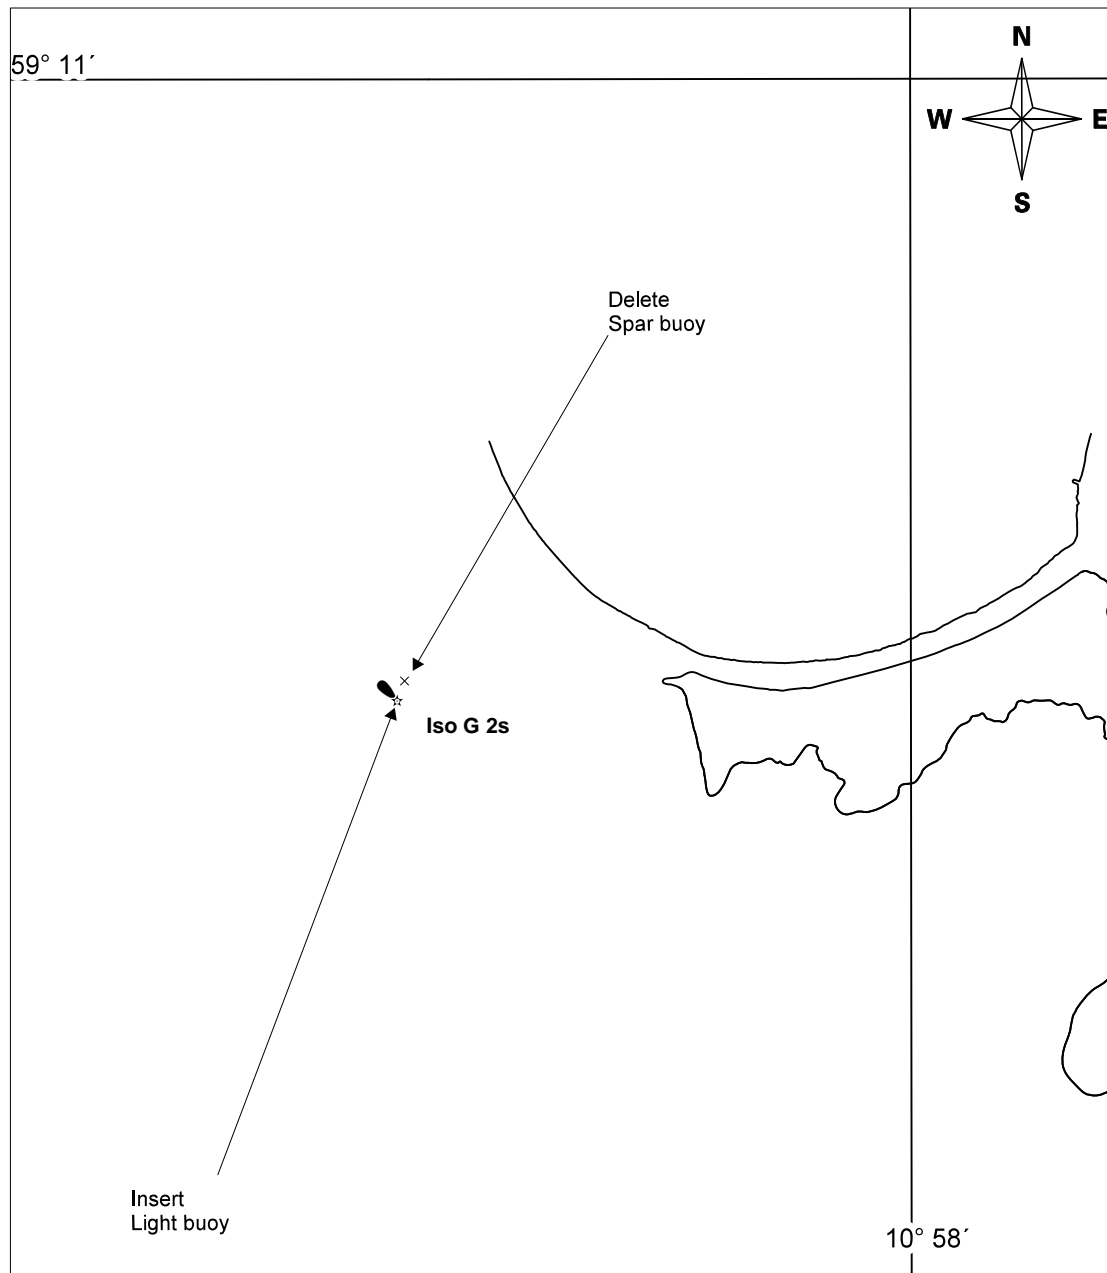 59° 11′
N
W
E
S
Delete
Spar buoy
Iso G 2s
Insert
Light buoy
10° 58′